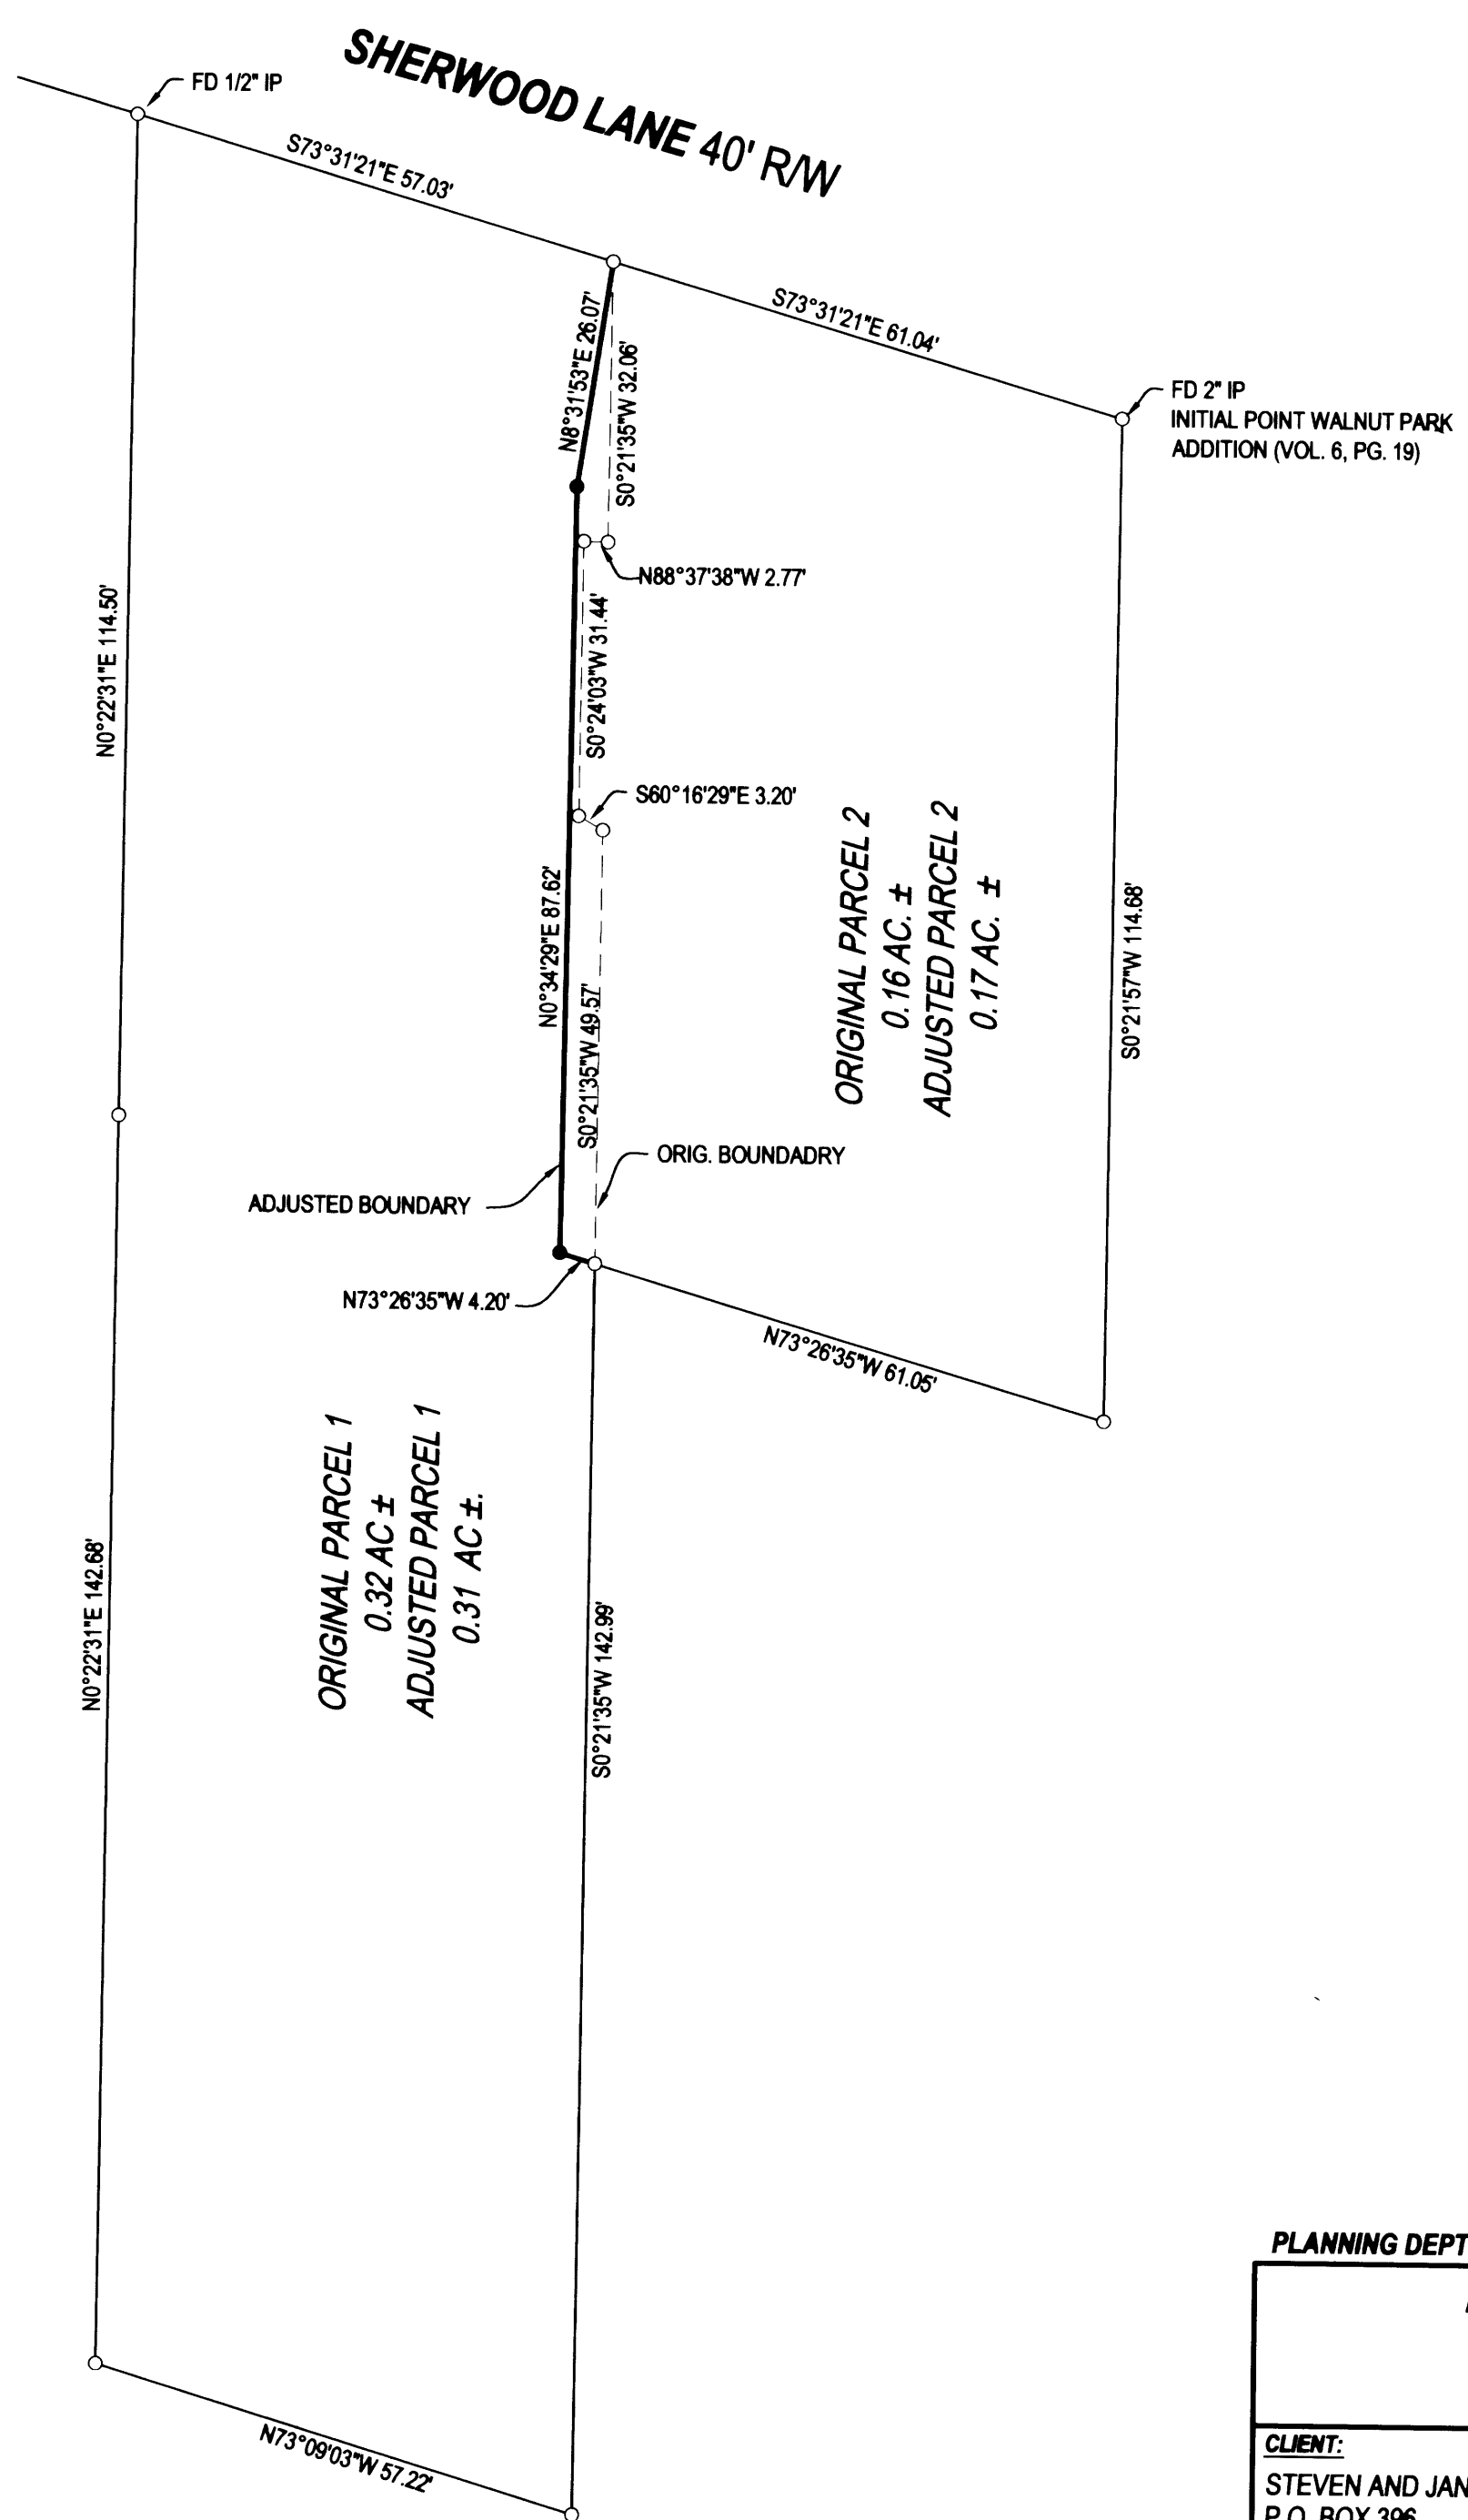 SHERWOOD LANE 40' R/W
FD 1/2" IP
S73°31'21"E 57.03'
S73°31'21"E 61.04'
FD 2" IP
INITIAL POINT WALNUT PARK
ADDITION (VOL. 6, PG. 19)
N8°31'53"E 26.07'
S0°21'35"W 32.06'
N88°37'38"W 2.77'
N0°22'31"E 114.50'
S0°24'03"W 31.44'
S60°16'29"E 3.20'
N0°34'29"E 87.62'
S0°21'35"W 49.57'
ORIGINAL PARCEL 2
0.16 AC. ±
ADJUSTED PARCEL 2
0.17 AC. ±
S0°21'57"W 114.68'
ORIG. BOUNDADRY
ADJUSTED BOUNDARY
N73°26'35"W 4.20'
N73°26'35"W 61.05'
ORIGINAL PARCEL 1
0.32 AC ±
ADJUSTED PARCEL 1
0.31 AC ±.
N0°22'31"E 142.68'
S0°21'35"W 142.99'
N73°09'03"W 57.22'
PLANNING DEPT
CLIENT:
STEVEN AND JAN
P.O. BOX 396